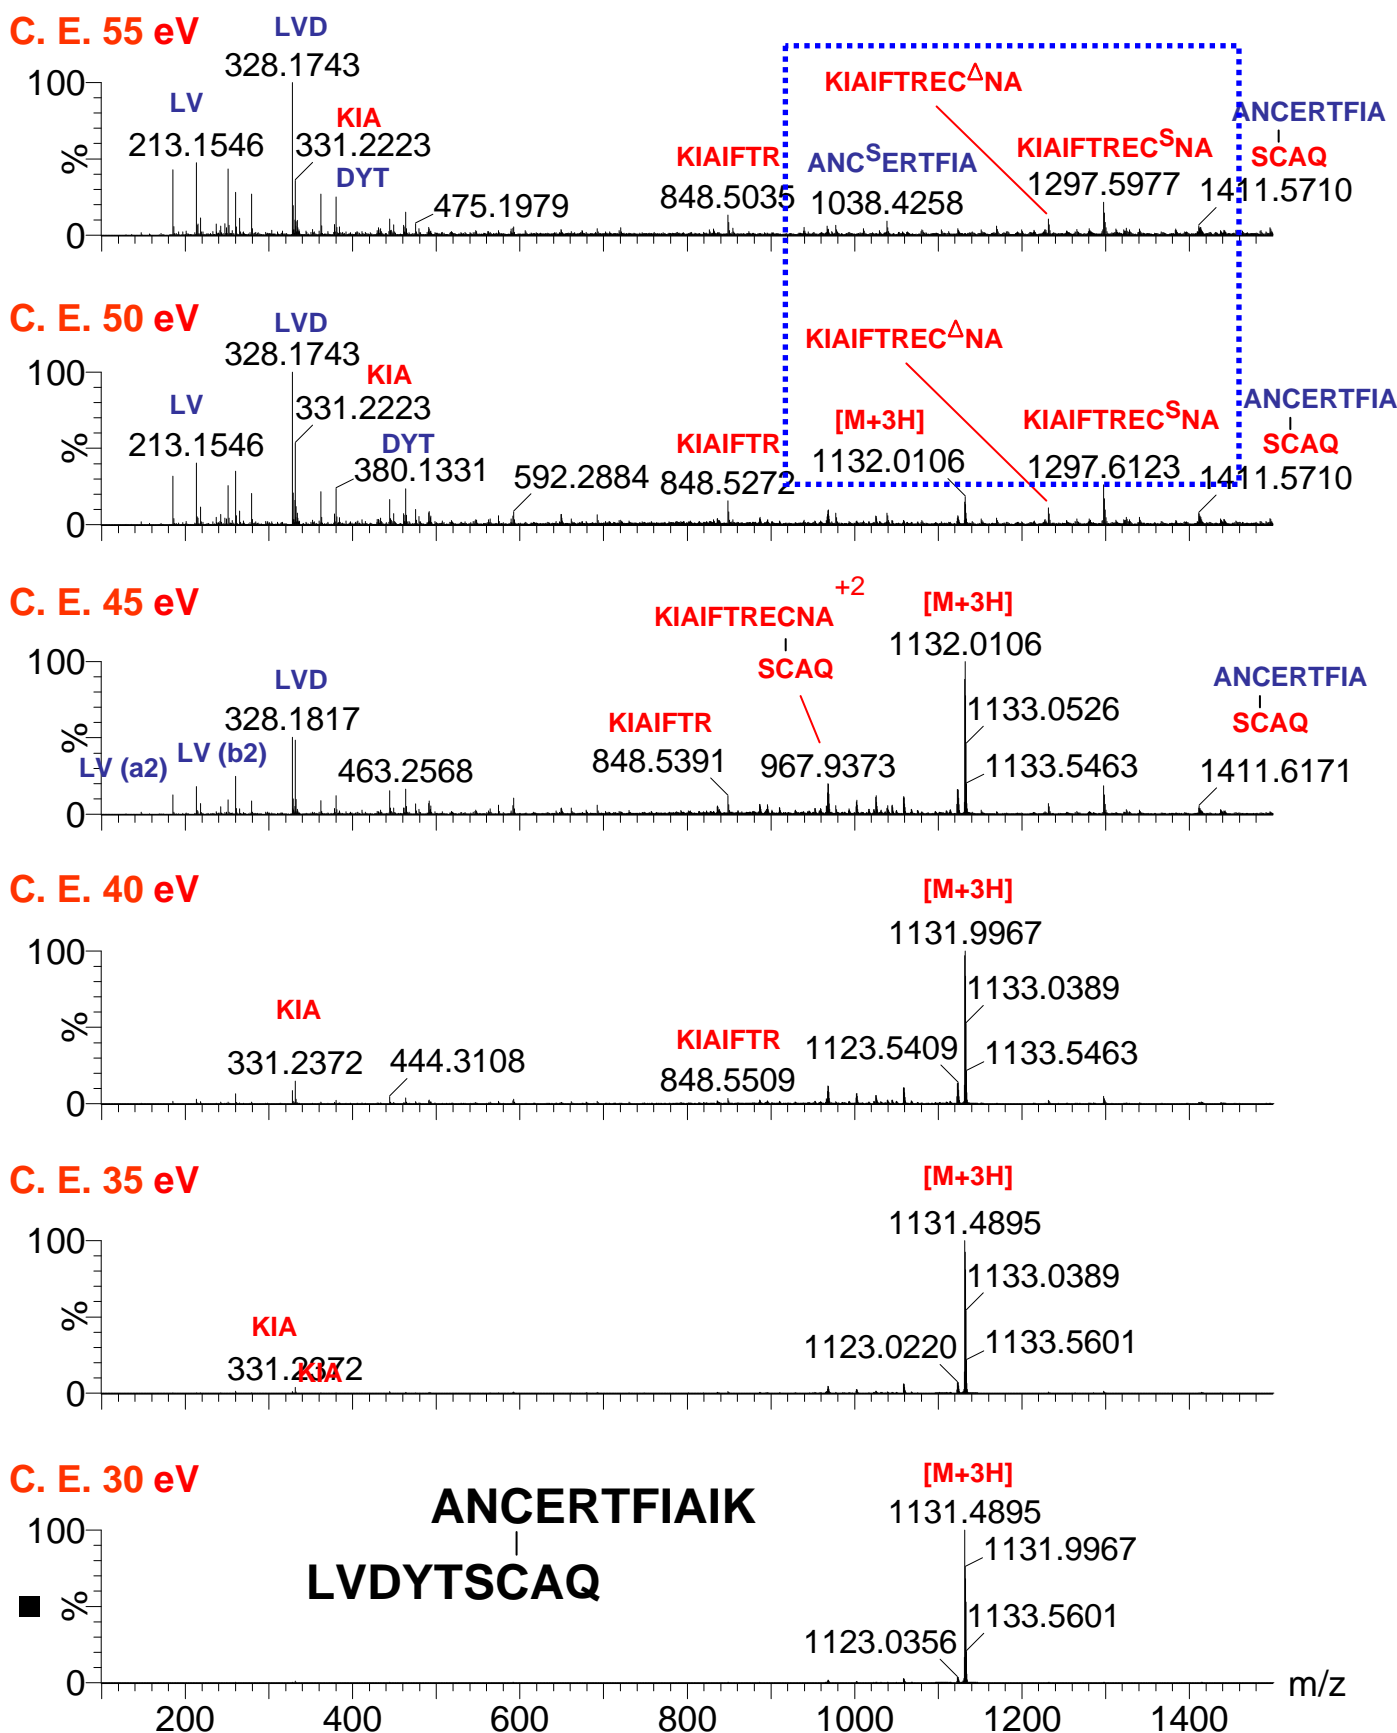 C. E. 55 eV
LVD
328.1743
LV
213.1546
KIA
331.2223
DYT
475.1979
KIAIFTR
848.5035
ANC^SERTFIA
1038.4258
KIAIFTREC^ΔNA
KIAIFTREC^SNA
1297.5977
ANCERTFIA
SCAQ
1411.5710
100
%
0
C. E. 50 eV
LVD
328.1743
LV
213.1546
KIA
331.2223
DYT
380.1331
592.2884
KIAIFTR
848.5272
[M+3H]
1132.0106
KIAIFTREC^ΔNA
KIAIFTREC^SNA
1297.6123
ANCERTFIA
SCAQ
1411.5710
100
%
0
C. E. 45 eV
LV (a2)
LV (b2)
LVD
328.1817
463.2568
KIAIFTR
848.5391
KIAIFTRECNA +2
SCAQ
967.9373
[M+3H]
1132.0106
1133.0526
1133.5463
ANCERTFIA
SCAQ
1411.6171
100
%
0
C. E. 40 eV
KIA
331.2372
444.3108
KIAIFTR
848.5509
[M+3H]
1131.9967
1133.0389
1123.5409
1133.5463
100
%
0
C. E. 35 eV
KIA
331.2372
KIA
[M+3H]
1131.4895
1133.0389
1123.0220
1133.5601
100
%
0
C. E. 30 eV
ANCERTFIAIK
LVDYTSCAQ
[M+3H]
1131.4895
1131.9967
1133.5601
1123.0356
100
%
0
m/z
200 400 600 800 1000 1200 1400